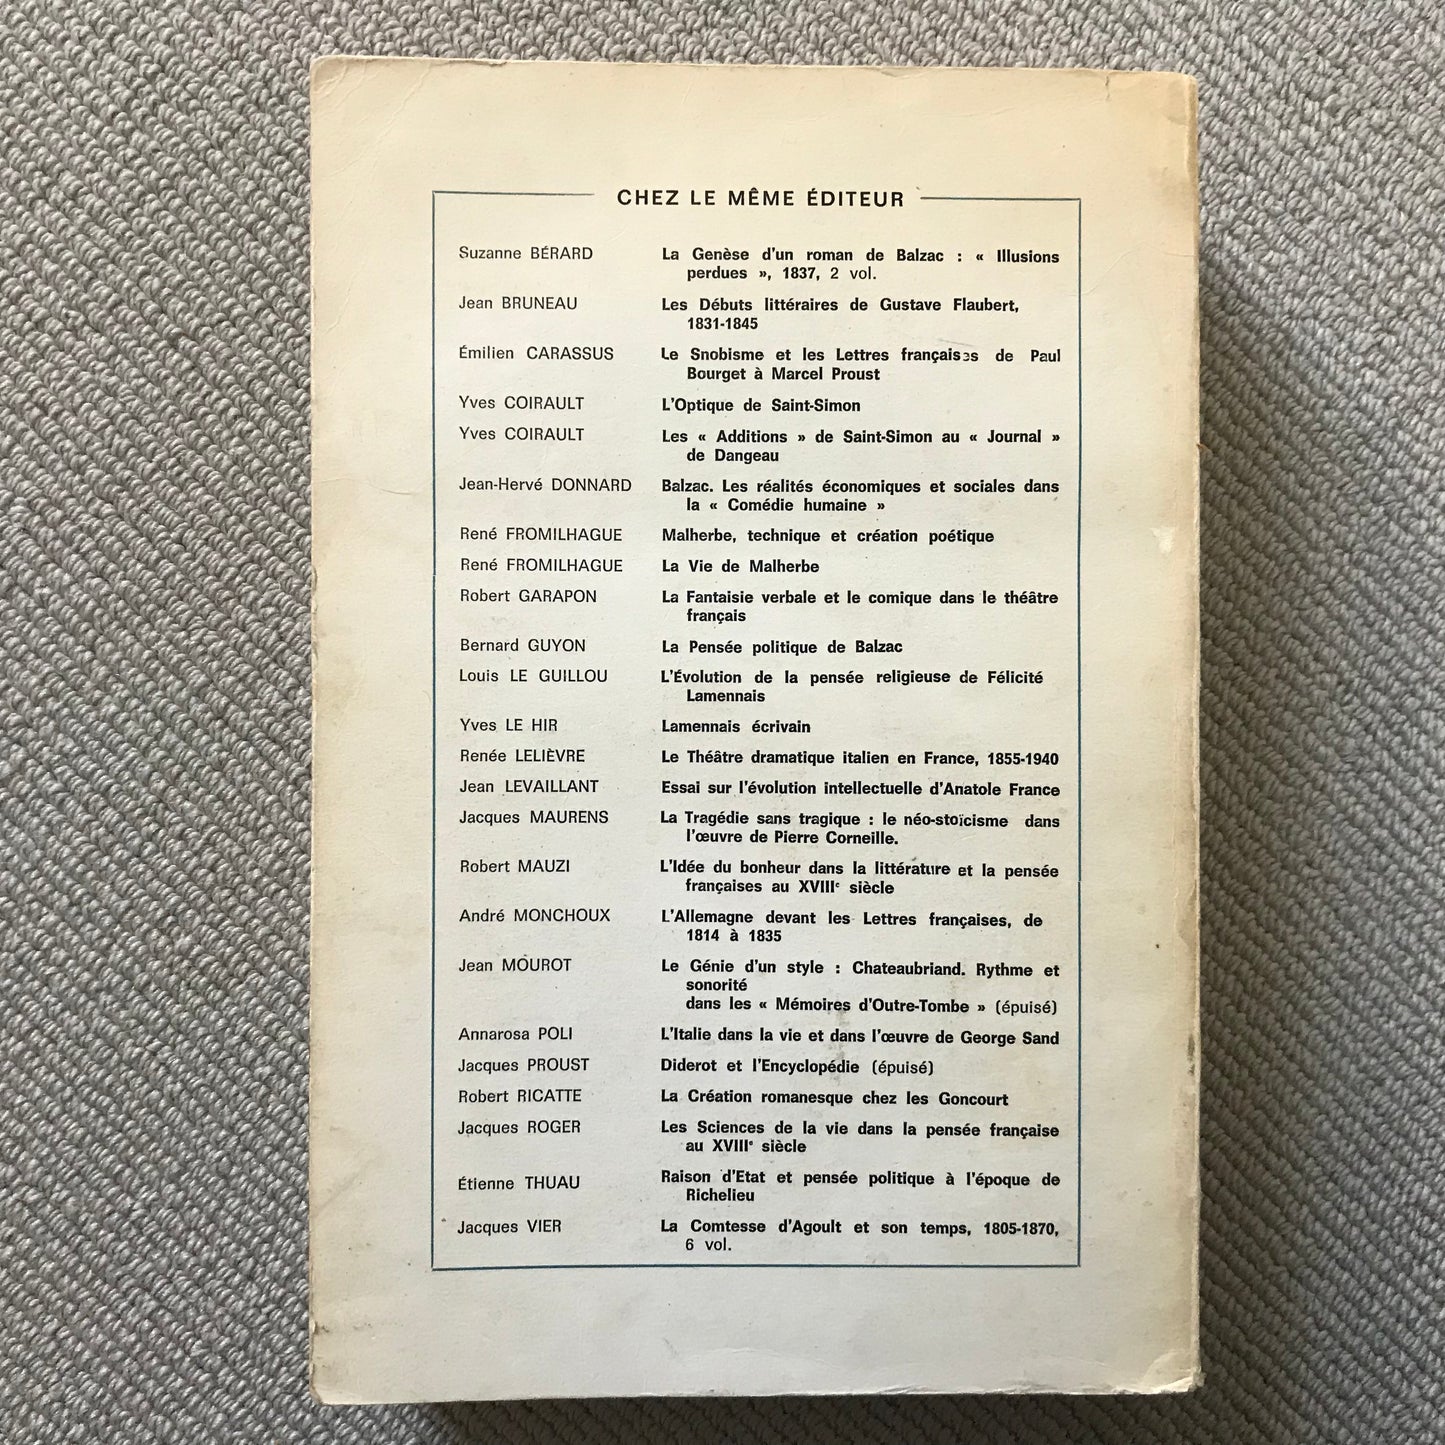 CHEZ LE MÊME ÉDITEUR
Suzanne BÉRARD La Genèse d'un roman de Balzac : « Illusions
perdues », 1837, 2 vol.
Jean BRUNEAU Les Débuts littéraires de Gustave Flaubert,
1831-1845
Émilien CARASSUS Le Snobisme et les Lettres françaises de Paul
Bourget à Marcel Proust
Yves COIRAULT L'Optique de Saint-Simon
Yves COIRAULT Les « Additions » de Saint-Simon au « Journal »
de Dangeau
Jean-Hervé DONNARD Balzac. Les réalités économiques et sociales dans
la « Comédie humaine »
René FROMILHAGUE Malherbe, technique et création poétique
René FROMILHAGUE La Vie de Malherbe
Robert GARAPON La Fantaisie verbale et le comique dans le théâtre
français
Bernard GUYON La Pensée politique de Balzac
Louis LE GUILLOU L'Évolution de la pensée religieuse de Félicité
Lamennais
Yves LE HIR Lamennais écrivain
Renée LELIÈVRE Le Théâtre dramatique italien en France, 1855-1940
Jean LEVAILLANT Essai sur l'évolution intellectuelle d'Anatole France
Jacques MAURENS La Tragédie sans tragique : le néo-stoïcisme dans
l'œuvre de Pierre Corneille.
Robert MAUZI L'Idée du bonheur dans la littérature et la pensée
françaises au XVIIIe siècle
André MONCHOUX L'Allemagne devant les Lettres françaises, de
1814 à 1835
Jean MOUROT Le Génie d'un style : Chateaubriand. Rythme et
sonorité
dans les « Mémoires d'Outre-Tombe » (épuisé)
Annarosa POLI L'Italie dans la vie et dans l'œuvre de George Sand
Jacques PROUST Diderot et l'Encyclopédie (épuisé)
Robert RICATTE La Création romanesque chez les Goncourt
Jacques ROGER Les Sciences de la vie dans la pensée française
au XVIIIe siècle
Étienne THUAU Raison d'Etat et pensée politique à l'époque de
Richelieu
Jacques VIER La Comtesse d'Agoult et son temps, 1805-1870,
6 vol.